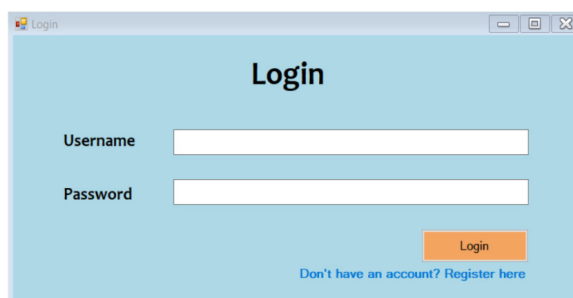 Login
Login
Username
Password
Login
Don't have an account? Register here